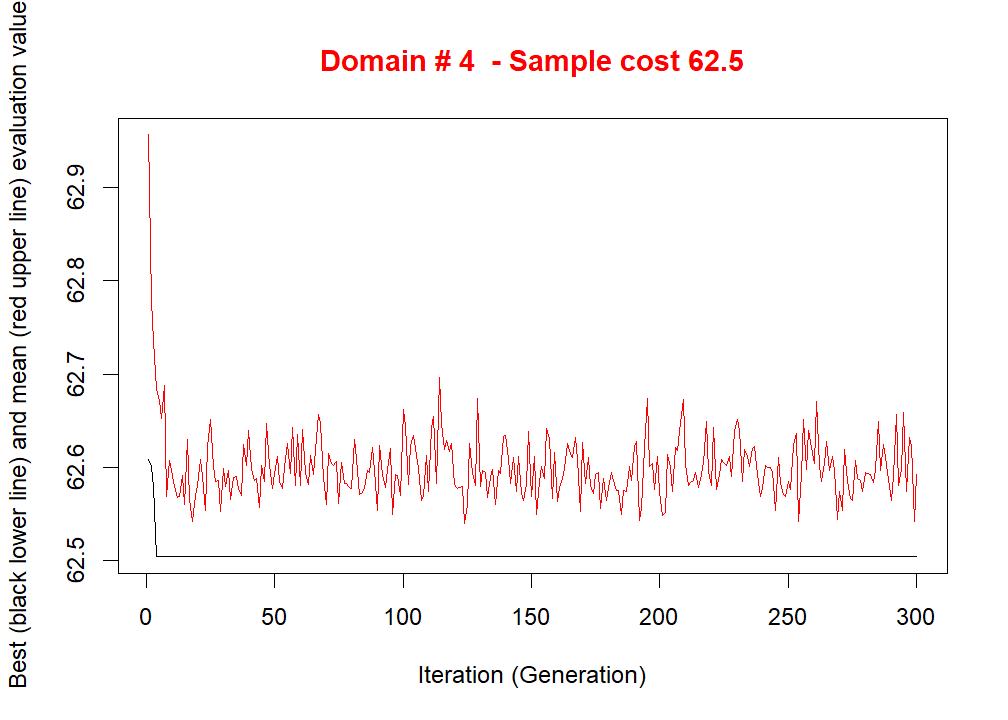 Domain # 4  - Sample cost 62.5
Best (black lower line) and mean (red upper line) evaluation value
62.9
62.8
62.7
62.6
62.5
0 50 100 150 200 250 300
Iteration (Generation)